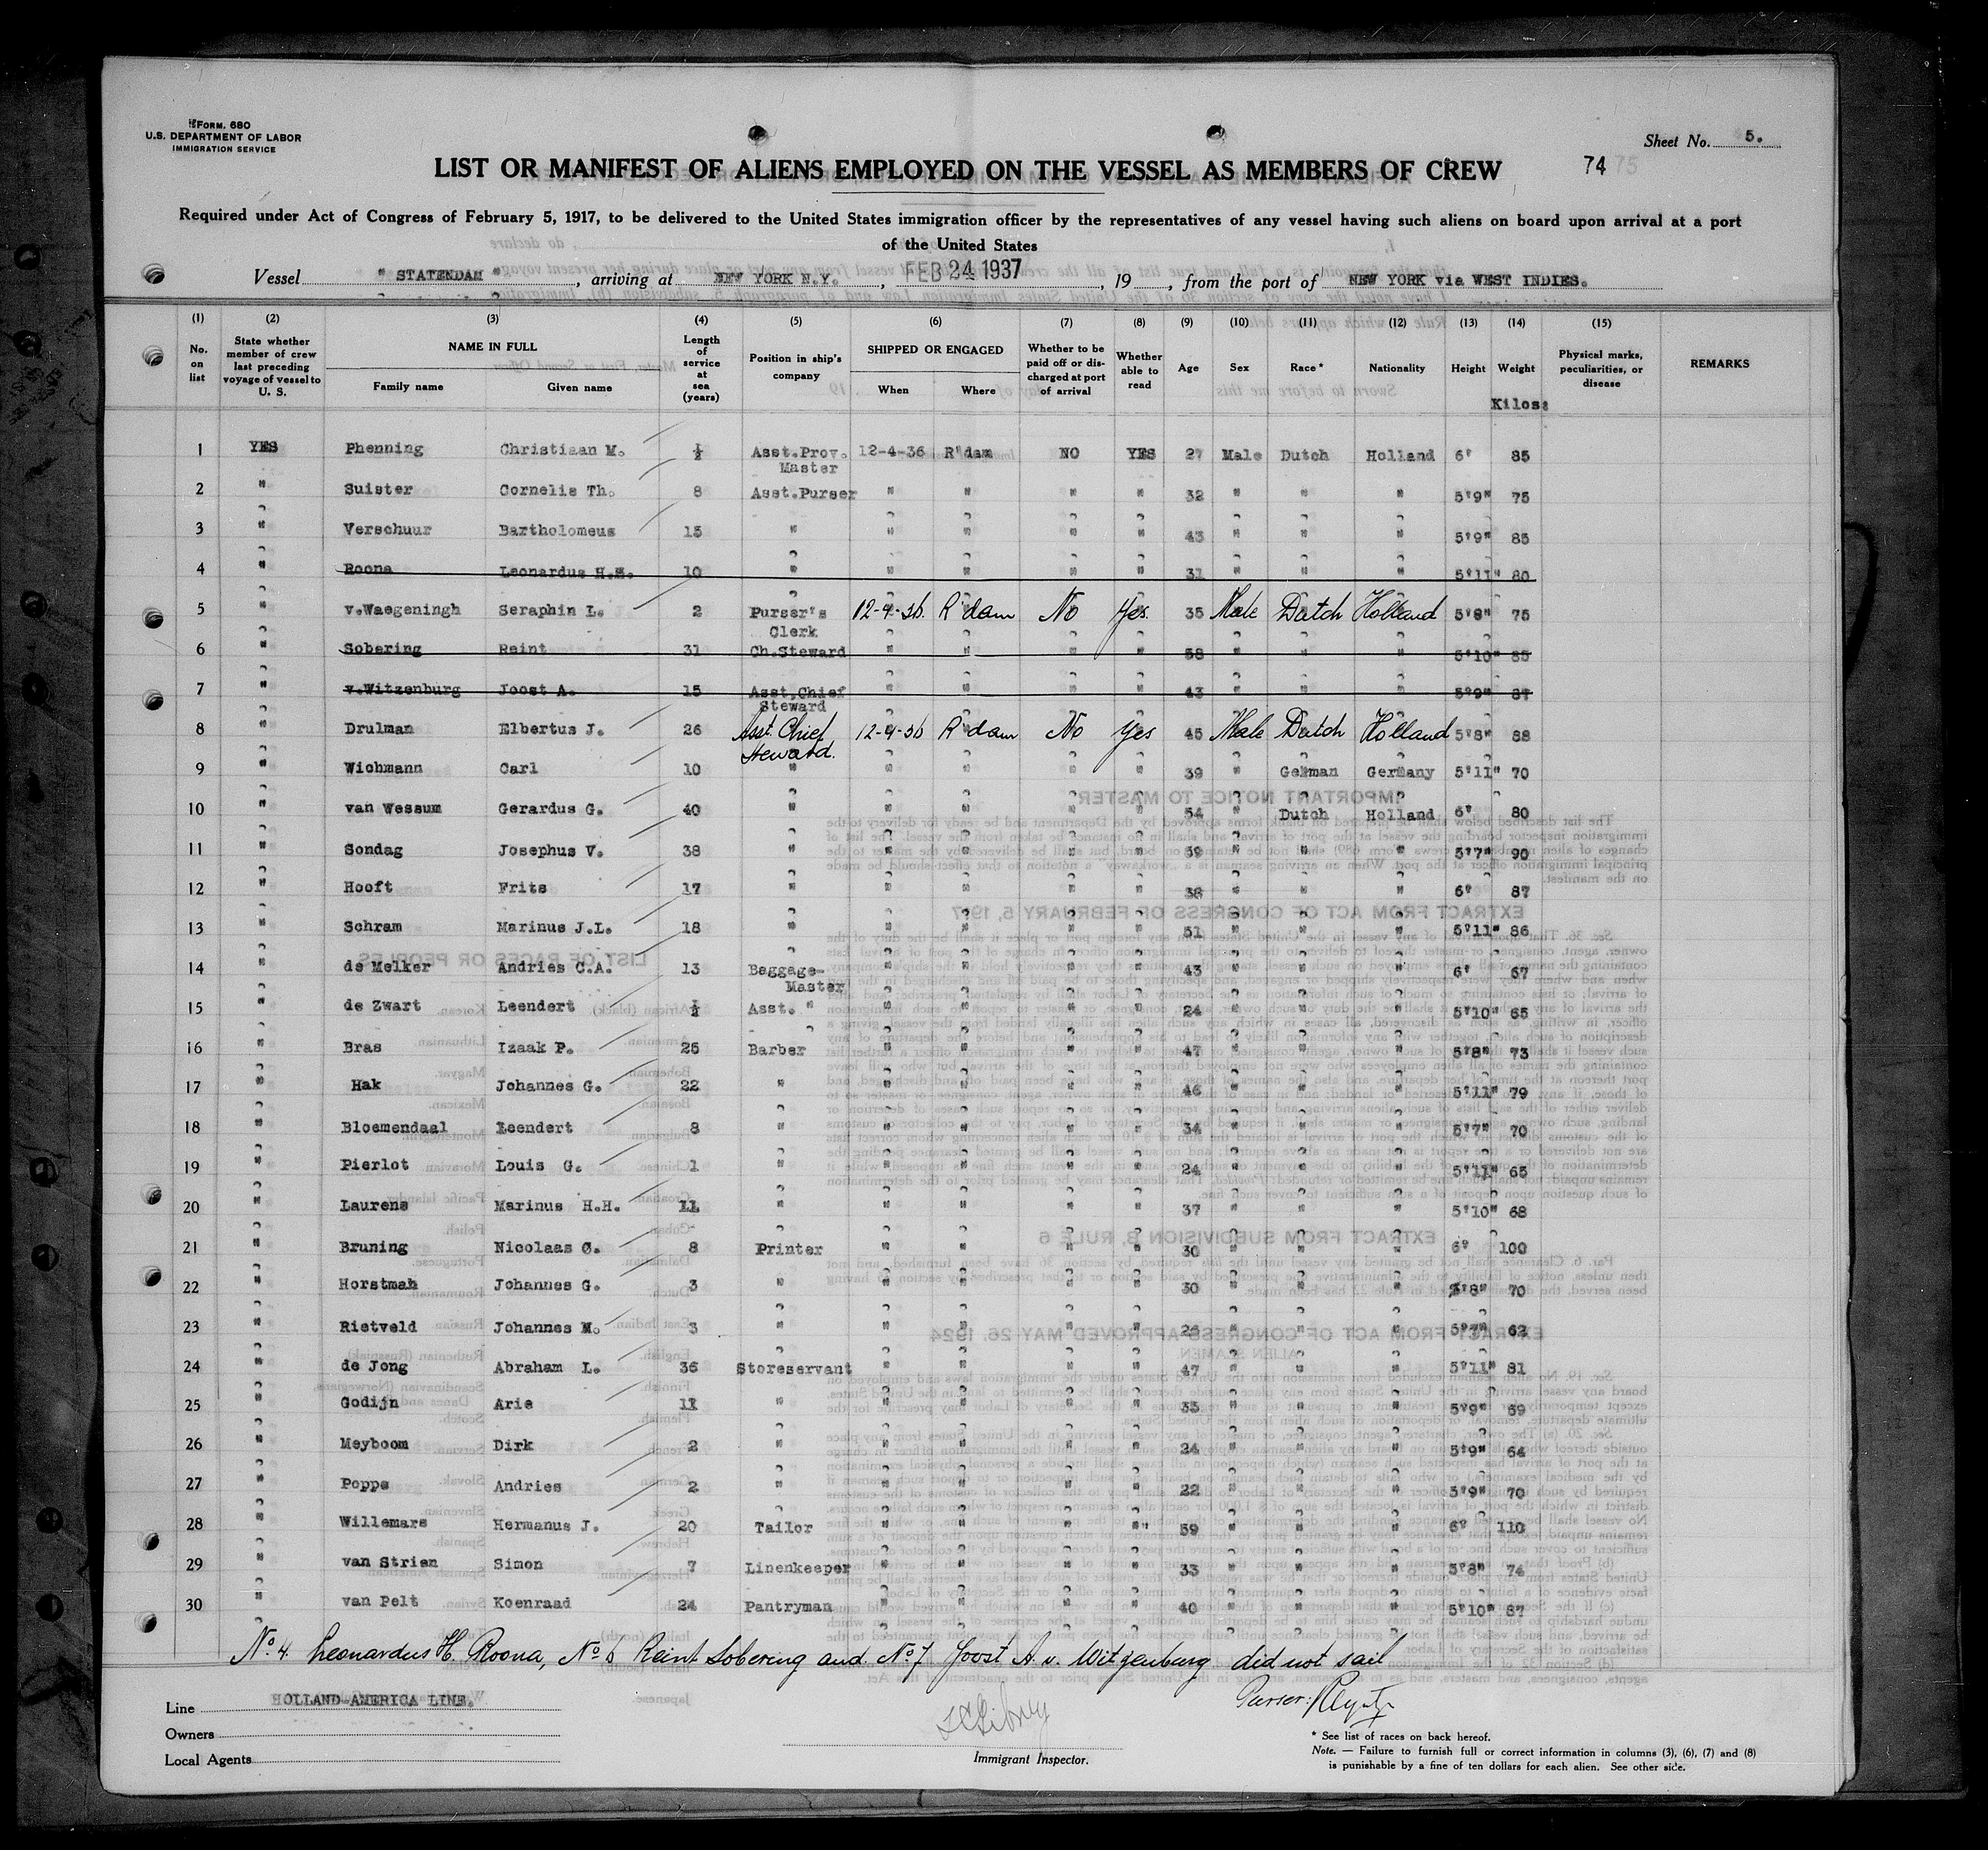 Form. 680
U.S. DEPARTMENT OF LABOR
IMMIGRATION SERVICE
Sheet No. 5.
LIST OR MANIFEST OF ALIENS EMPLOYED ON THE VESSEL AS MEMBERS OF CREW
74 75
Required under Act of Congress of February 5, 1917, to be delivered to the United States immigration officer by the representatives of any vessel having such aliens on board upon arrival at a port
of the United States
Vessel " STATENDAM ", arriving at NEW YORK N.Y., FEB 24 1937, 19 , from the port of NEW YORK via WEST INDIES.
(1) (2) (3) (4) (5) (6) (7) (8) (9) (10) (11) (12) (13) (14) (15)
No. on list | State whether member of crew last preceding voyage of vessel to U. S. | NAME IN FULL Family name Given name | Length of service at sea (years) | Position in ship's company | SHIPPED OR ENGAGED When Where | Whether to be paid off or discharged at port of arrival | Whether able to read | Age | Sex | Race* | Nationality | Height | Weight | Physical marks, peculiarities, or disease | REMARKS
Kilos:
1 YES Phenning Christiaan M. ½ Asst.Prov. Master 12-4-36 R'dam NO YES 27 Male Dutch Holland 6' 85
2 " Suister Cornelis Th. 8 Asst.Purser " " " " 32 " " " 5'9" 75
3 " Verschuur Bartholomeus 15 " " " " " 43 " " " 5'9" 85
4 " Roona Leonardus H.H. 10 " " " " " 31 " " " 5'11" 80
5 " v.Waegeningh Seraphin L. 2 Purser's Clerk 12-4-36. R'dam No Yes. 35 Male Dutch Holland 5'8" 75
6 " Sobering Reint 31 Ch.Steward " " " " 58 " " " 5'10" 85
7 " v.Witzenburg Joost A. 15 Asst.Chief Steward " " " " 43 " " " 5'9" 87
8 " Drulman Elbertus J. 26 Asst. Chief Steward. 12-4-36 R'dam No Yes 45 Male Dutch Holland 5'8" 88
9 " Wichmann Carl 10 " " " " " 39 " German Germany 5'11" 70
10 " van Wessum Gerardus G. 40 " " " " " 54 " Dutch Holland 6' 80
11 " Sondag Josephus V. 38 " " " " " 59 " " " 5'7" 90
12 " Hooft Frits 17 " " " " " 38 " " " 6' 87
13 " Schram Marinus J.L. 18 " " " " " 51 " " " 5'11" 86
14 " de Melker Andries C.A. 13 Baggage-Master " " " " 43 " " " 6' 67
15 " de Zwart Leendert ½ Asst. " " " " " 24 " " " 5'10" 65
16 " Bras Izaak P. 25 Barber " " " " 47 " " " 5'8" 73
17 " Hak Johannes G. 22 " " " " " 46 " " " 5'11" 79
18 " Bloemendaal Leendert 8 " " " " " 34 " " " 5'7" 70
19 " Pierlot Louis G. 1 " " " " " 24 " " " 5'11" 65
20 " Laurens Marinus H.H. 11 " " " " " 37 " " " 5'10" 68
21 " Bruning Nicolaas C. 8 Printer " " " " 30 " " " 6' 100
22 " Horstman Johannes G. 3 " " " " " 30 " " " 5'8" 70
23 " Rietveld Johannes M. 3 " " " " " 26 " " " 5'7" 62
24 " de Jong Abraham L. 36 Storeservant " " " " 47 " " " 5'11" 81
25 " Godijn Arie 11 " " " " " 35 " " " 5'9" 69
26 " Meyboom Dirk 2 " " " " " 24 " " " 5'9" 64
27 " Poppe Andries 2 " " " " " 22 " " " 5'9" 70
28 " Willemars Hermanus J. 20 Tailor " " " " 59 " " " 6' 110
29 " van Strien Simon 7 Linenkeeper " " " " 33 " " " 5'8" 74
30 " van Pelt Koenraad 24 Pantryman " " " " 40 " " " 5'10" 87
No. 4. Leonardus H. Roona, No 6 Reint Sobering and No 7 Joost A. v. Witzenburg did not sail
Purser:
Line HOLLAND-AMERICA LINE.
Owners
Local Agents
Immigrant Inspector.
* See list of races on back hereof.
Note. — Failure to furnish full or correct information in columns (3), (6), (7) and (8)
is punishable by a fine of ten dollars for each alien. See other side.